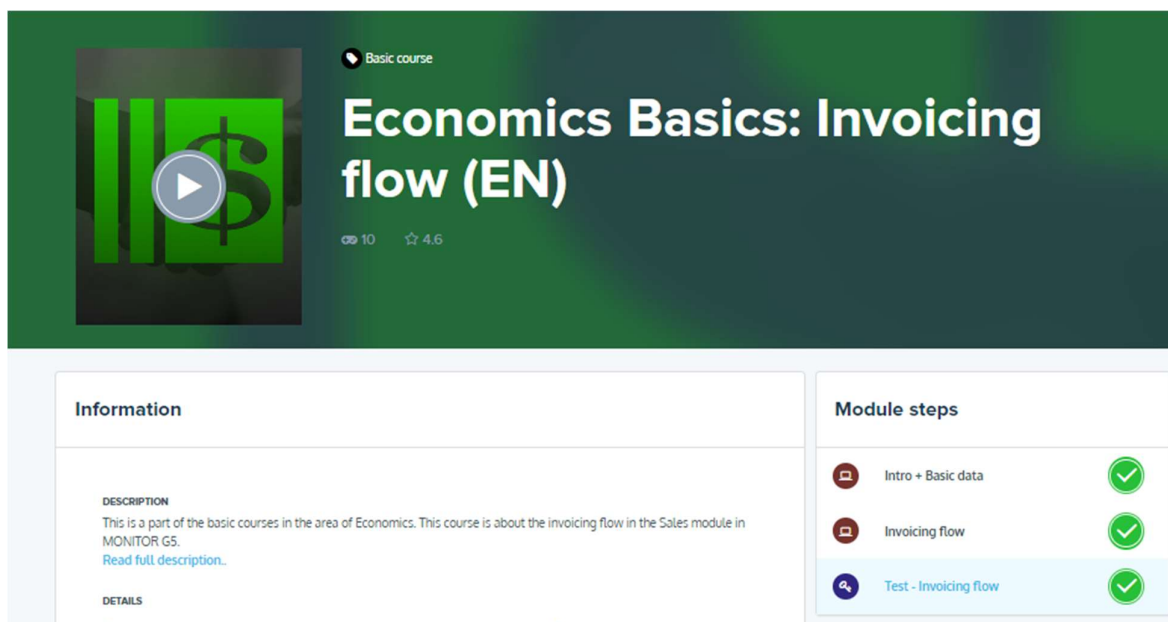 Basic course
Economics Basics: Invoicing
flow (EN)
10 4.6
Information
DESCRIPTION
This is a part of the basic courses in the area of Economics. This course is about the invoicing flow in the Sales module in
MONITOR G5.
Read full description..
DETAILS
Module steps
Intro + Basic data
Invoicing flow
Test - Invoicing flow